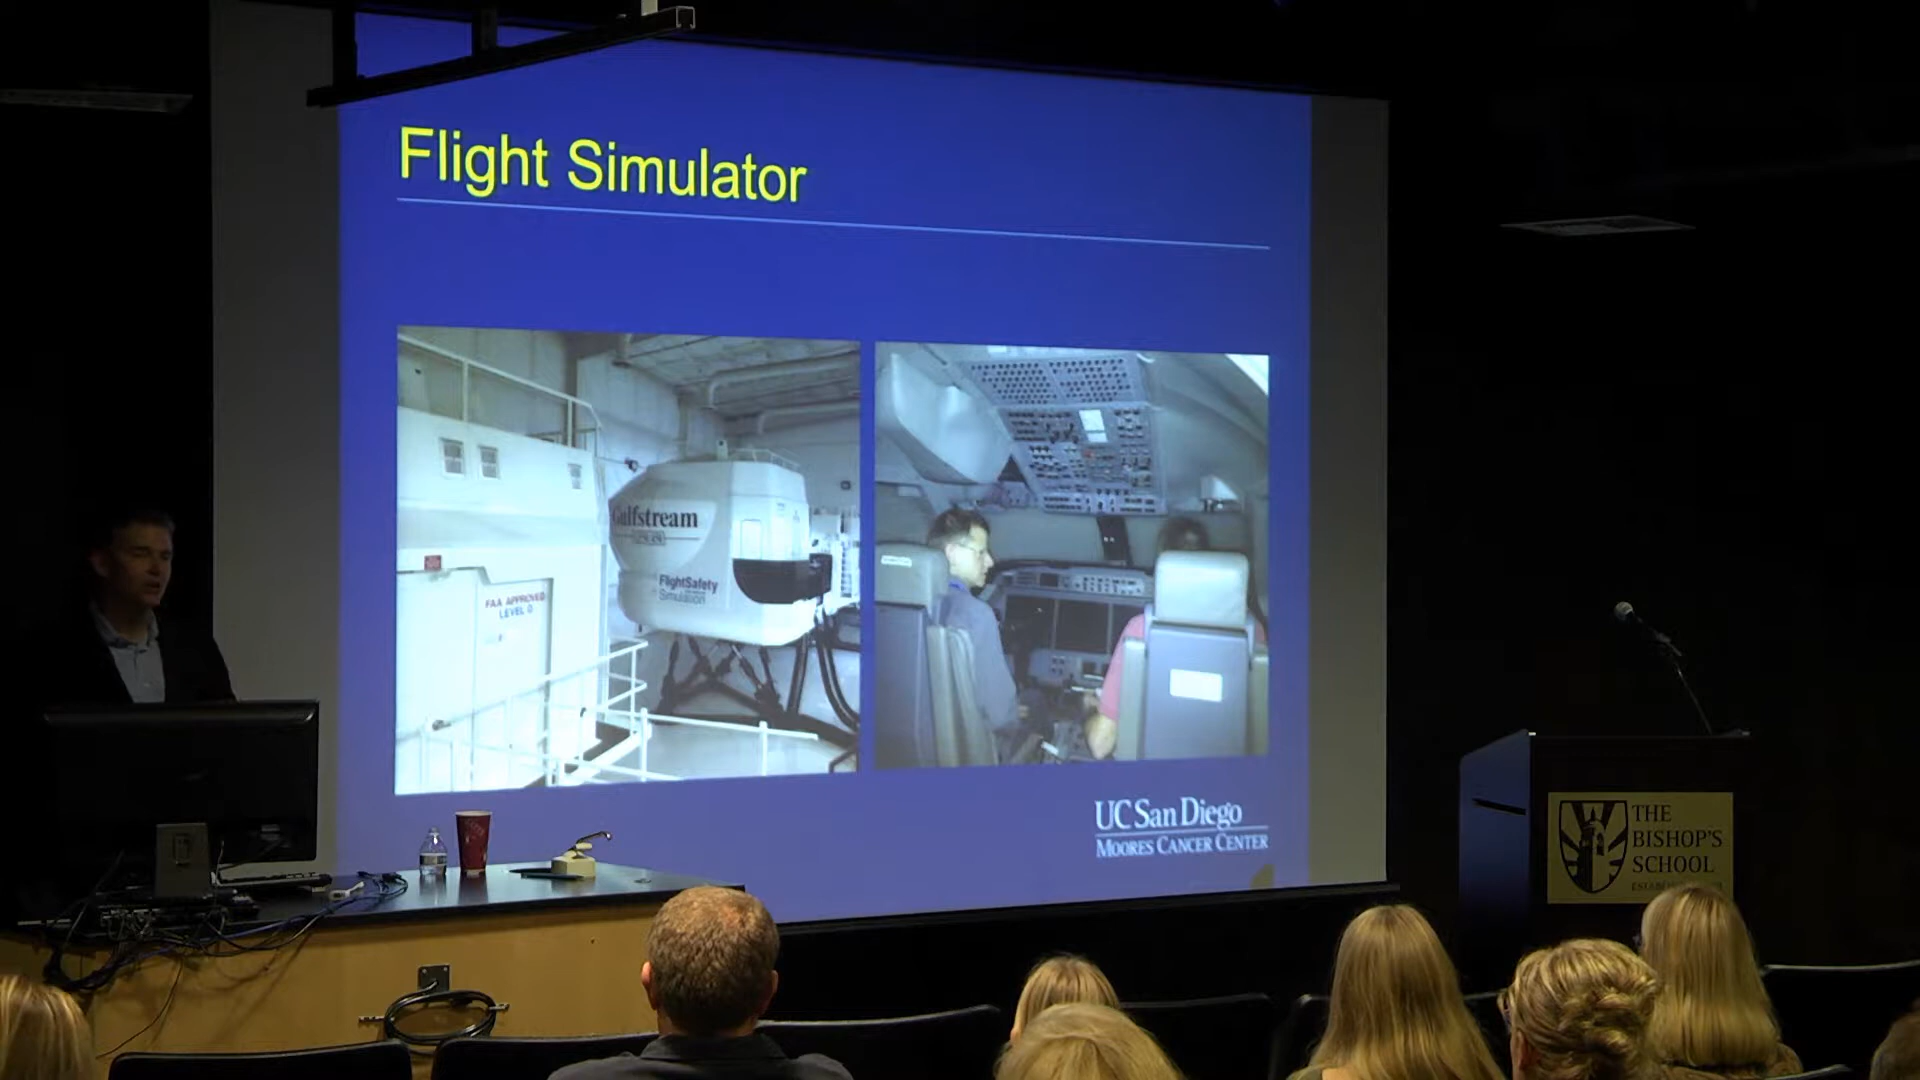 Flight Simulator
Gulfstream
FlightSafety
Simulation
FAA APPROVED
LEVEL D
UC San Diego
MOORES CANCER CENTER
THE
BISHOP'S
SCHOOL